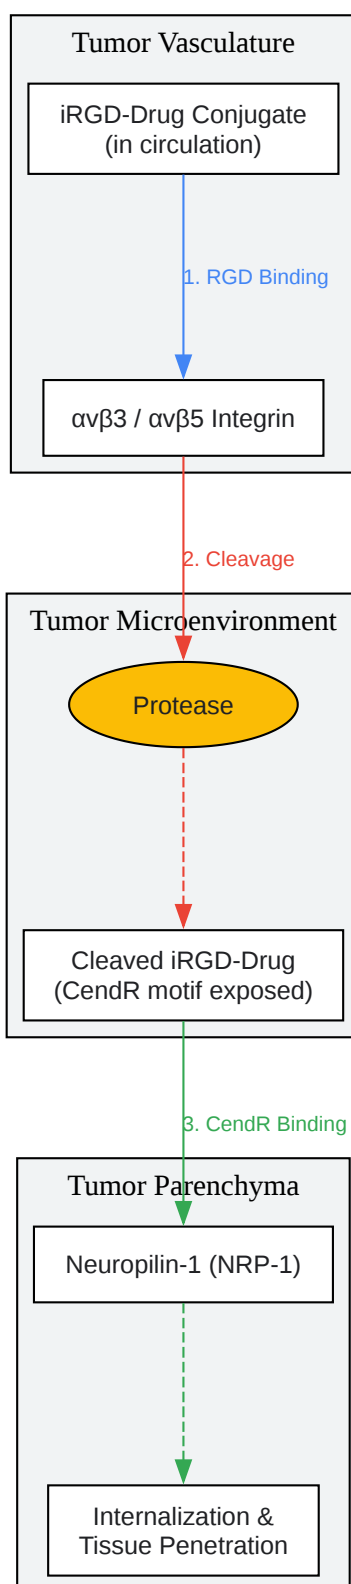 Tumor Vasculature
iRGD-Drug Conjugate
(in circulation)
1. RGD Binding
αvβ3 / αvβ5 Integrin
2. Cleavage
Tumor Microenvironment
Protease
Cleaved iRGD-Drug
(CendR motif exposed)
3. CendR Binding
Tumor Parenchyma
Neuropilin-1 (NRP-1)
Internalization &
Tissue Penetration